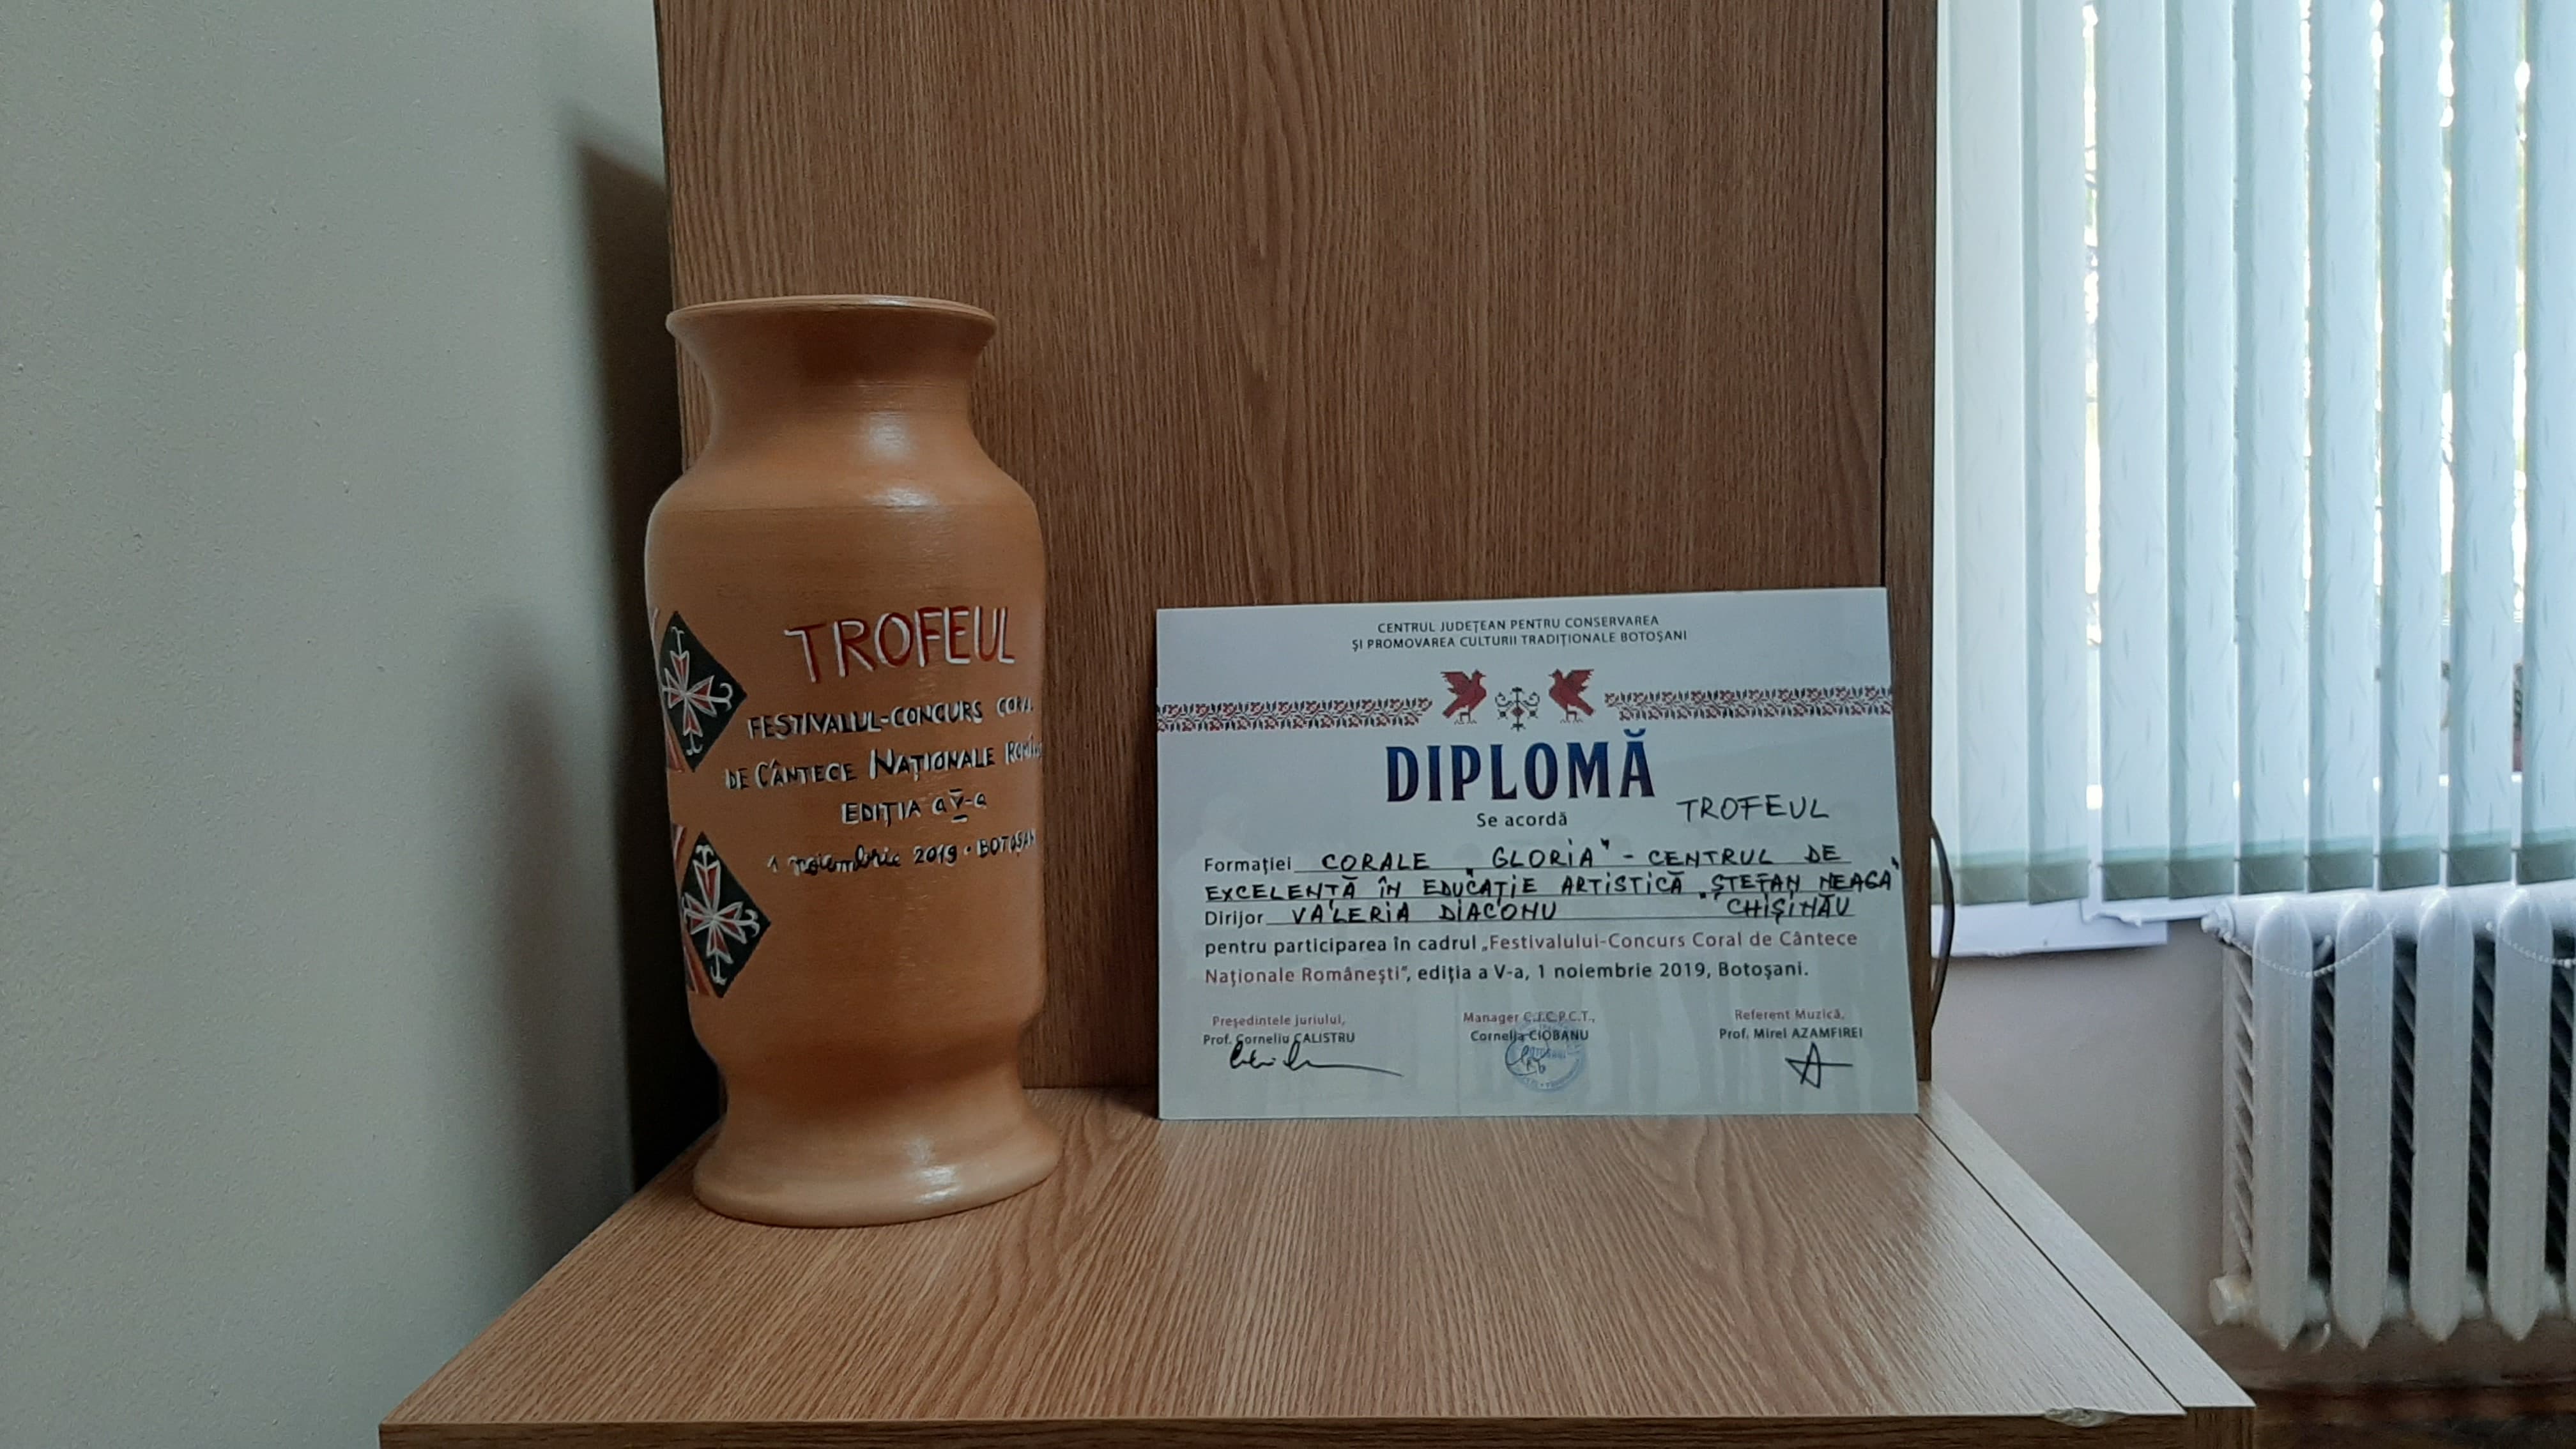 TROFEUL
FESTIVALUL-CONCURS
DE CÂNTECE NAȚIONALE
EDIȚIA a V-a
1 noiembrie 2019 •
CENTRUL JUDEȚEAN PENTRU CONSERVAREA
ȘI PROMOVAREA CULTURII TRADIȚIONALE BOTOȘANI
DIPLOMĂ
Se acordă TROFEUL
Formației CORALE „GLORIA" - CENTRUL DE
EXCELENȚĂ ÎN EDUCAȚIE ARTISTICĂ „ȘTEFAN NEAGA"
Dirijor VALERIA DIACONU CHIȘINĂU
pentru participarea în cadrul „Festivalului-Concurs Coral de Cântece
Naționale Românești", ediția a V-a, 1 noiembrie 2019, Botoșani.
Președintele juriului, Manager C.J.C.P.C.T., Referent Muzică,
Prof. Corneliu CALISTRU Cornelia CIOBANU Prof. Mirel AZAMFIREI